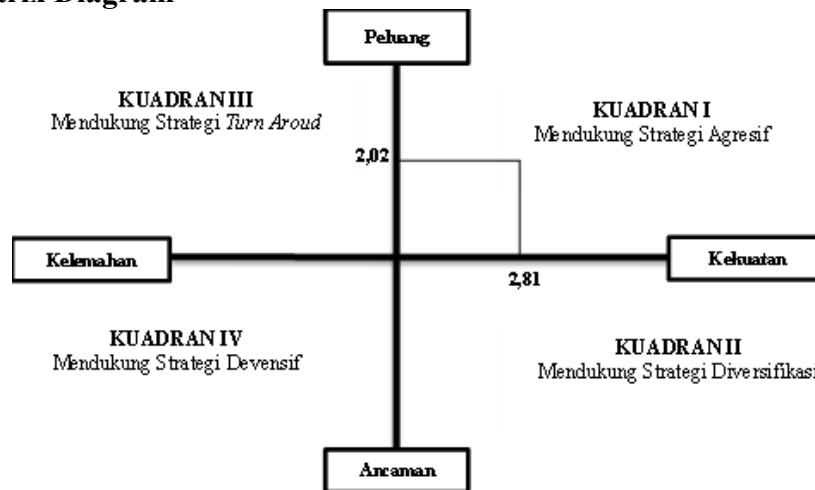 trix Diagram
Peluang
KUADRAN III
Mendukung Strategi Turn Aroud
KUADRAN I
Mendukung Strategi Agresif
2,02
Kelemahan
Kekuatan
2,81
KUADRAN IV
Mendukung Strategi Devensif
KUADRAN II
Mendukung Strategi Diversifikasi
Ancaman